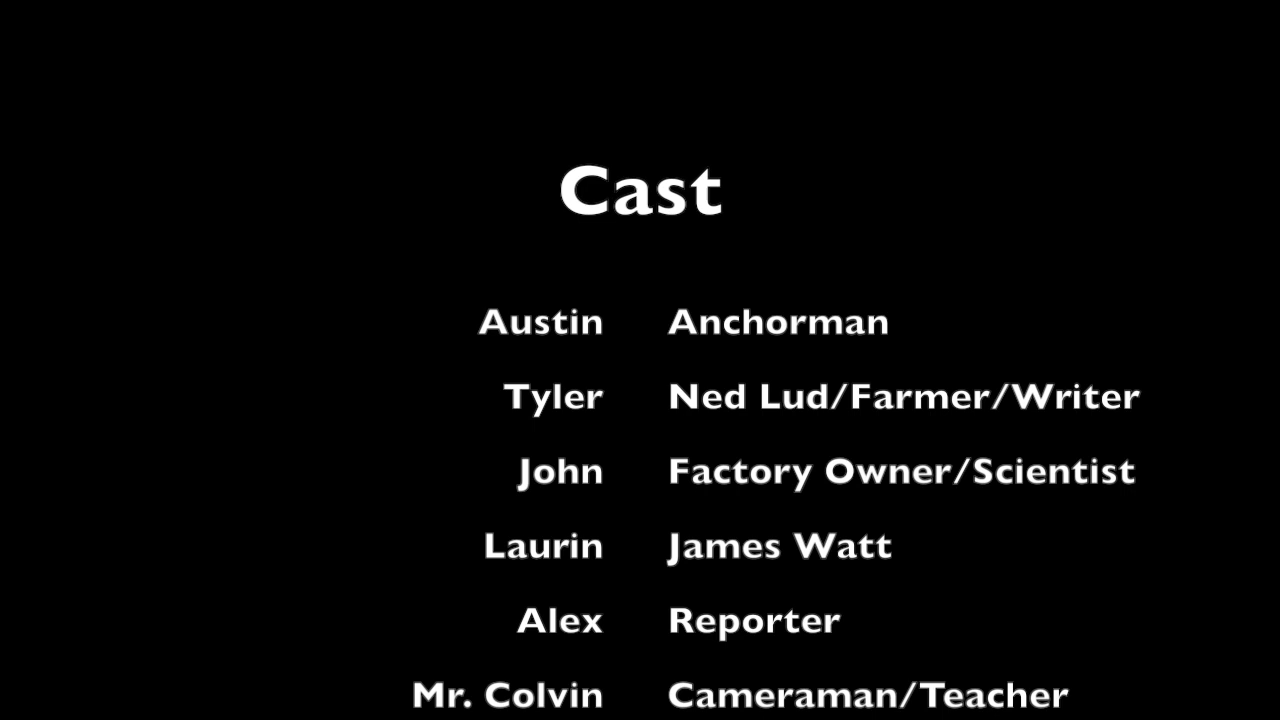 Cast
Austin Anchorman
Tyler Ned Lud/Farmer/Writer
John Factory Owner/Scientist
Laurin James Watt
Alex Reporter
Mr. Colvin Cameraman/Teacher